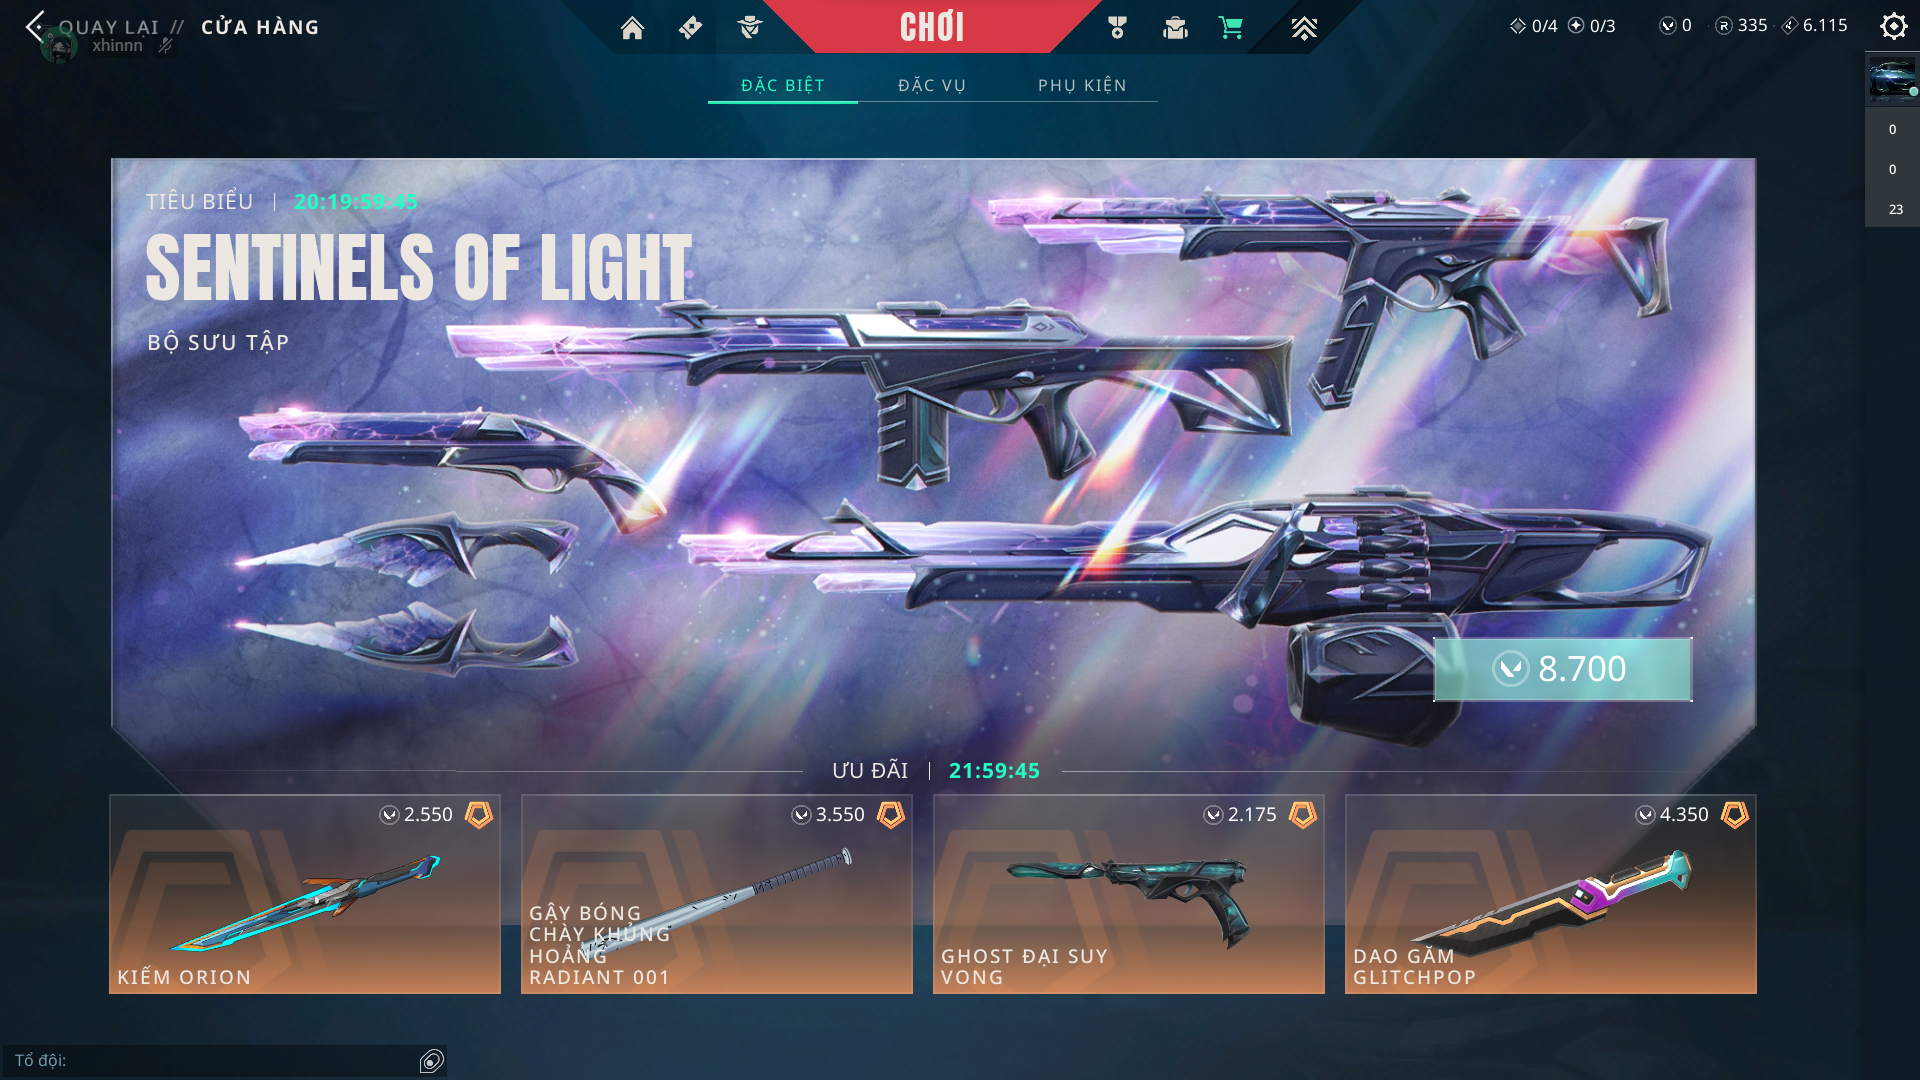 QUAY LẠI // CỬA HÀNG
xhinnn
CHƠI
0/4 0/3 0 335 6.115
ĐẶC BIỆT ĐẶC VỤ PHỤ KIỆN
0
0
23
TIÊU BIỂU | 20:19:59:45
SENTINELS OF LIGHT
BỘ SƯU TẬP
8.700
ƯU ĐÃI | 21:59:45
2.550
KIẾM ORION
3.550
GẬY BÓNG
CHÀY KHỦNG
HOẢNG
RADIANT 001
2.175
GHOST ĐẠI SUY
VONG
4.350
DAO GĂM
GLITCHPOP
Tổ đội: